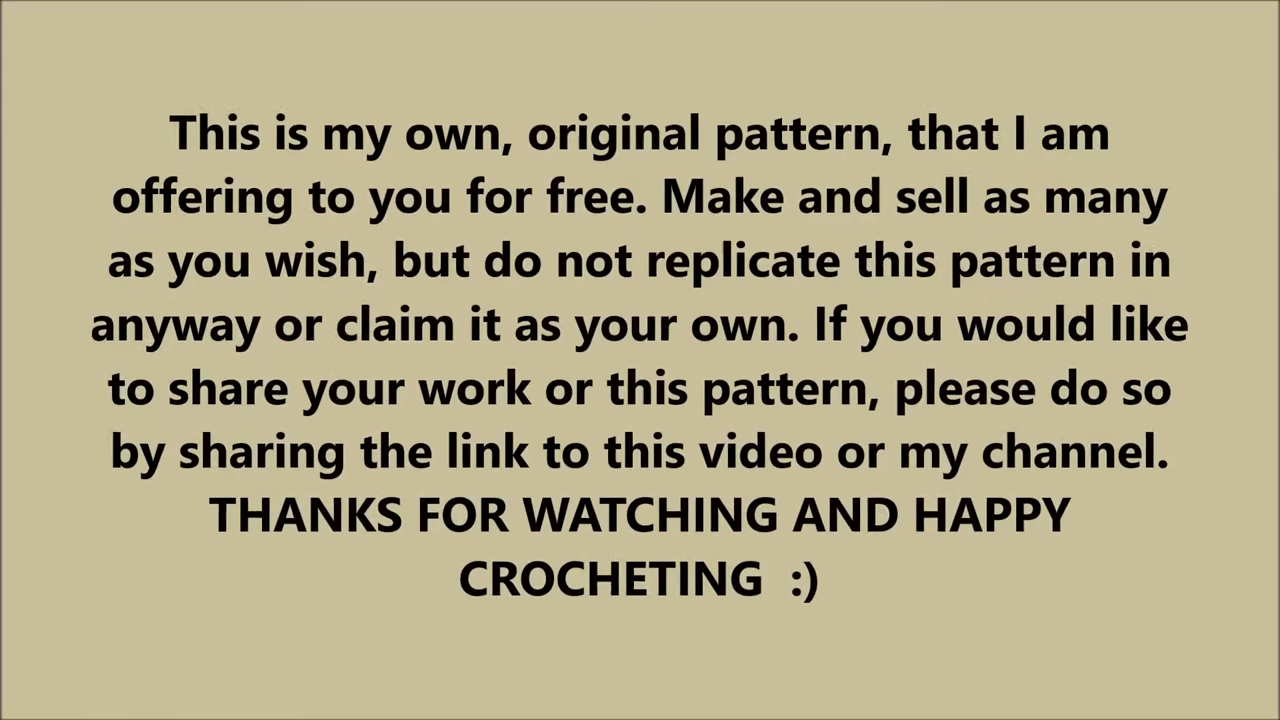 This is my own, original pattern, that I am
offering to you for free. Make and sell as many
as you wish, but do not replicate this pattern in
anyway or claim it as your own. If you would like
to share your work or this pattern, please do so
by sharing the link to this video or my channel.
THANKS FOR WATCHING AND HAPPY
CROCHETING  :)